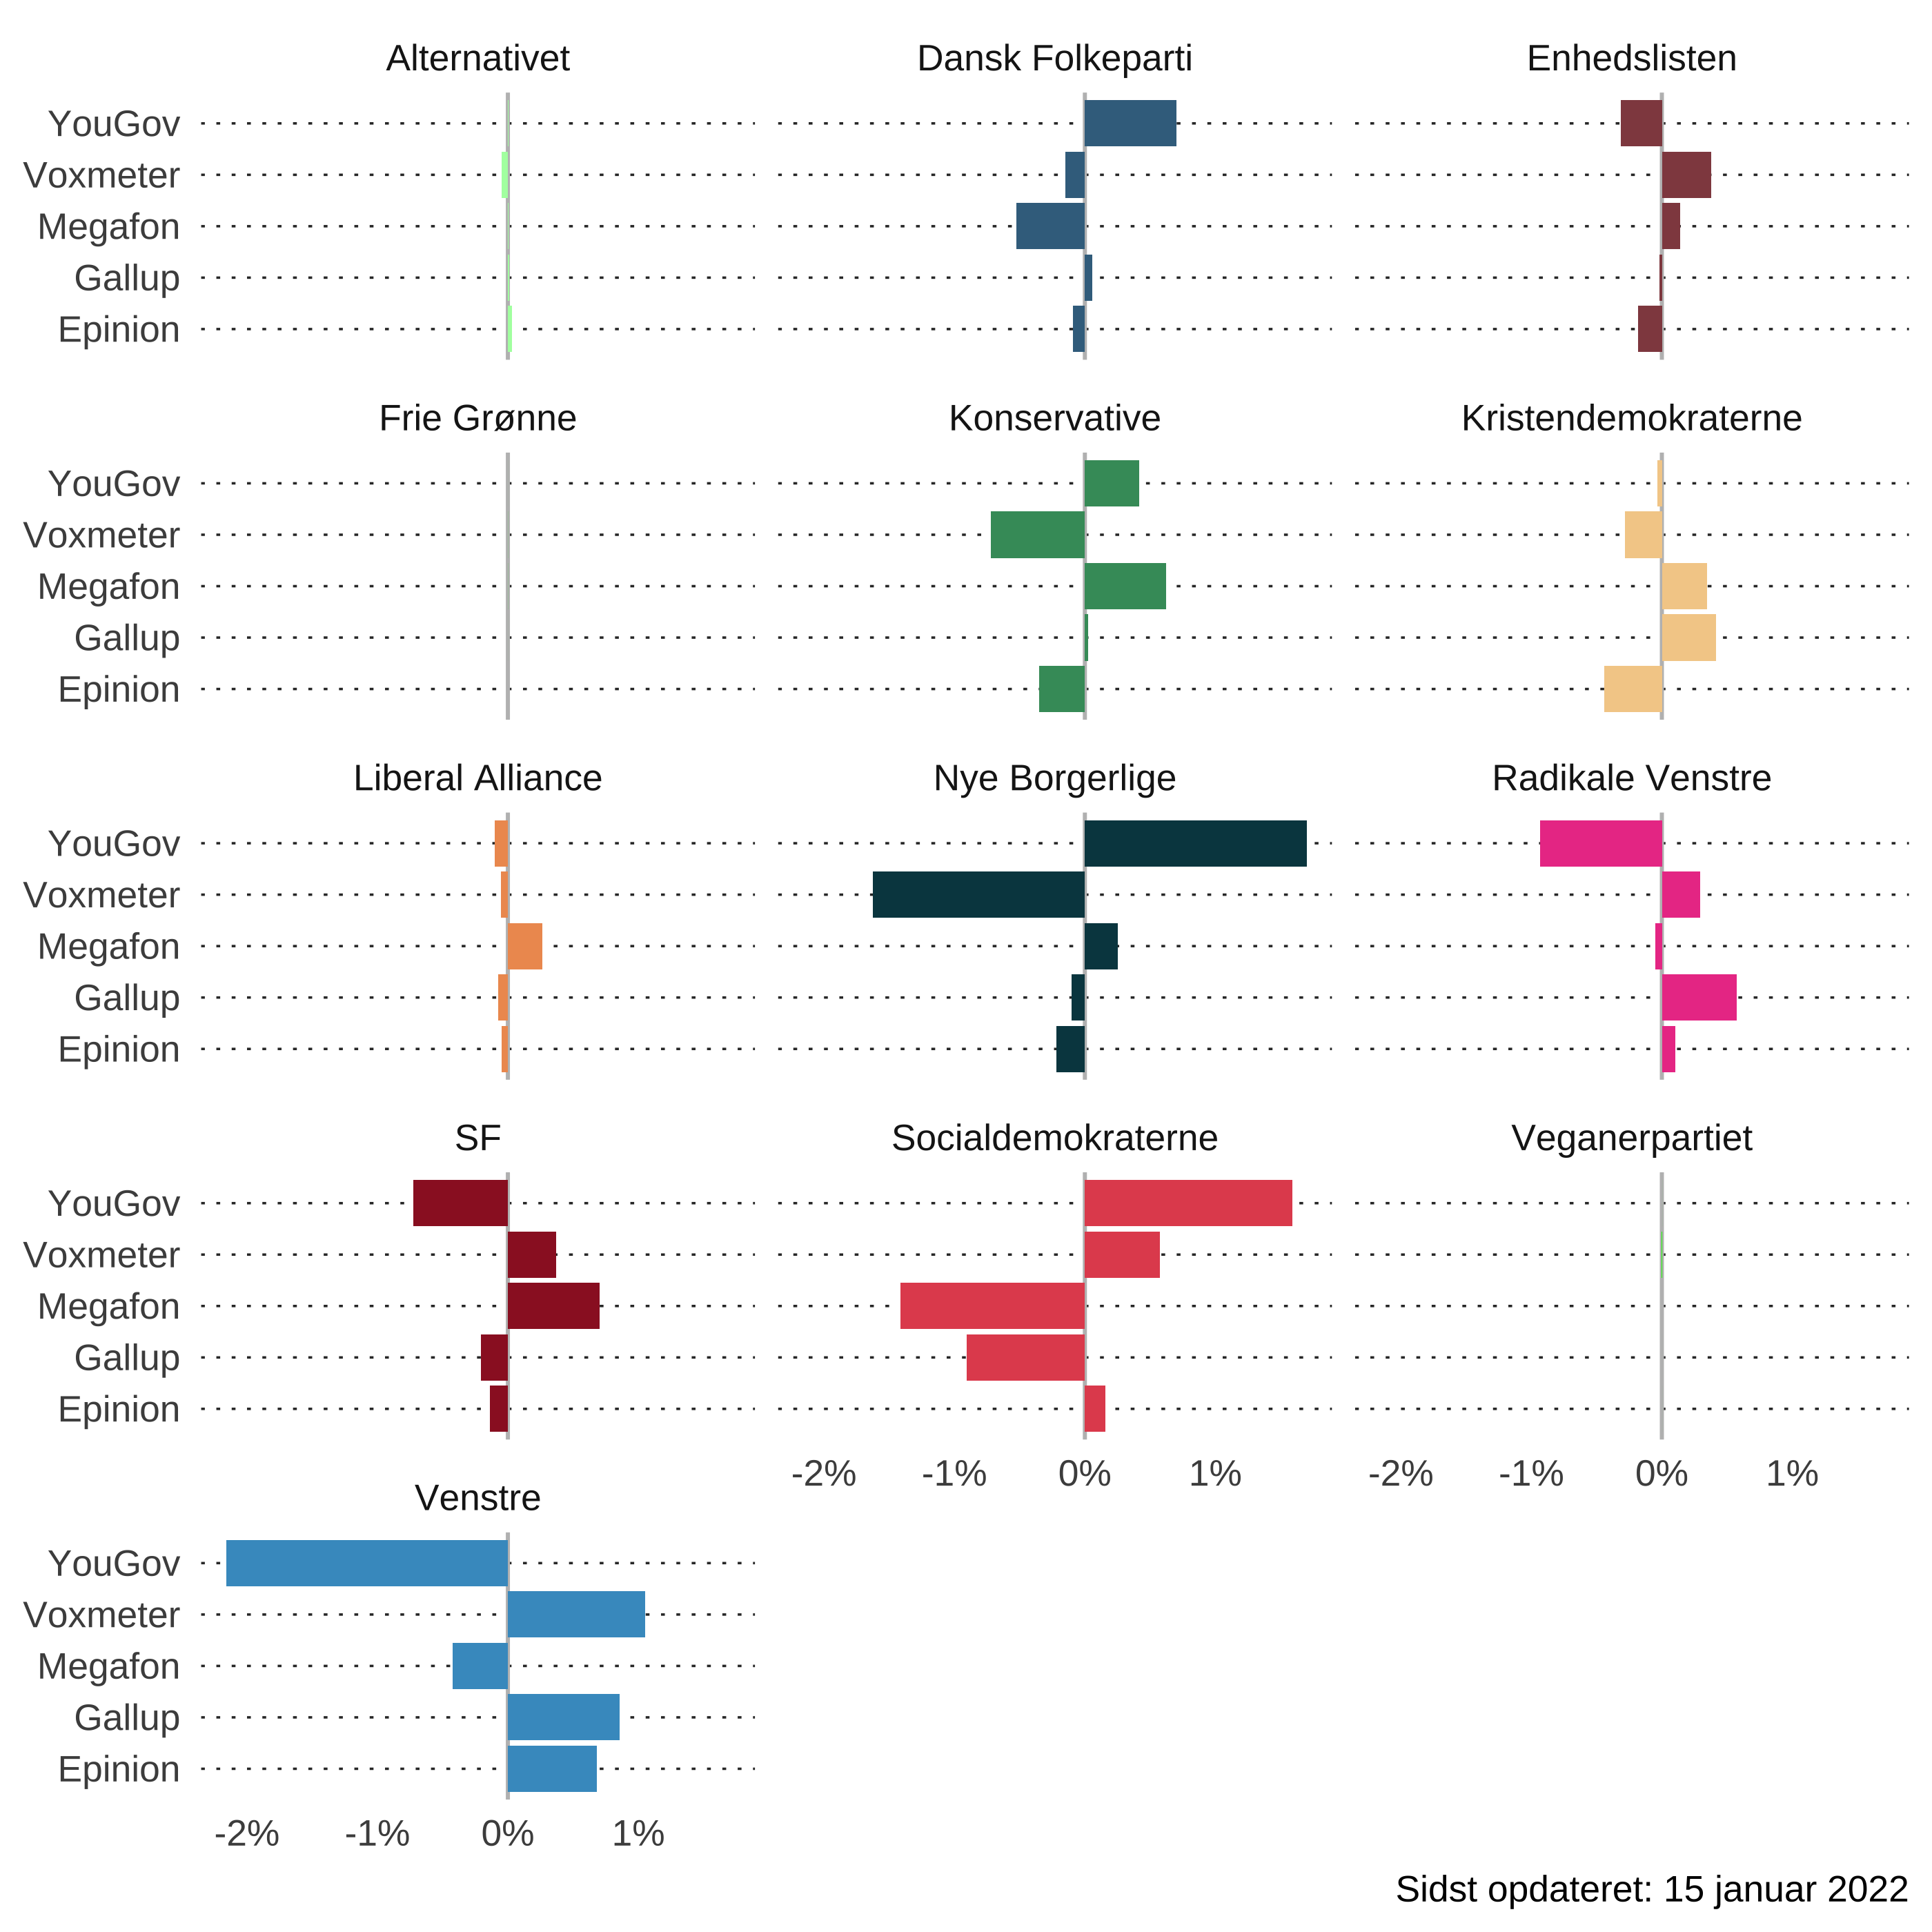 Alternativet Dansk Folkeparti Enhedslisten
YouGov
Voxmeter
Megafon
Gallup
Epinion
Frie Grønne Konservative Kristendemokraterne
YouGov
Voxmeter
Megafon
Gallup
Epinion
Liberal Alliance Nye Borgerlige Radikale Venstre
YouGov
Voxmeter
Megafon
Gallup
Epinion
SF Socialdemokraterne Veganerpartiet
YouGov
Voxmeter
Megafon
Gallup
Epinion
-2% -1% 0% 1% -2% -1% 0% 1%
Venstre
YouGov
Voxmeter
Megafon
Gallup
Epinion
-2% -1% 0% 1%
Sidst opdateret: 15 januar 2022